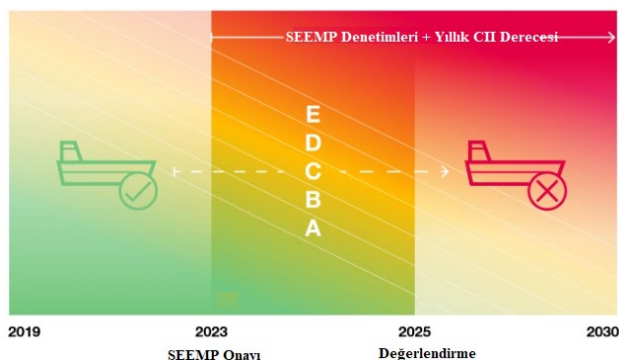 SEEMP Denetimleri + Yıllık CII Derecesi
E
D
C
B
A
2019
2023
2025
2030
SEEMP Onayı
Değerlendirme